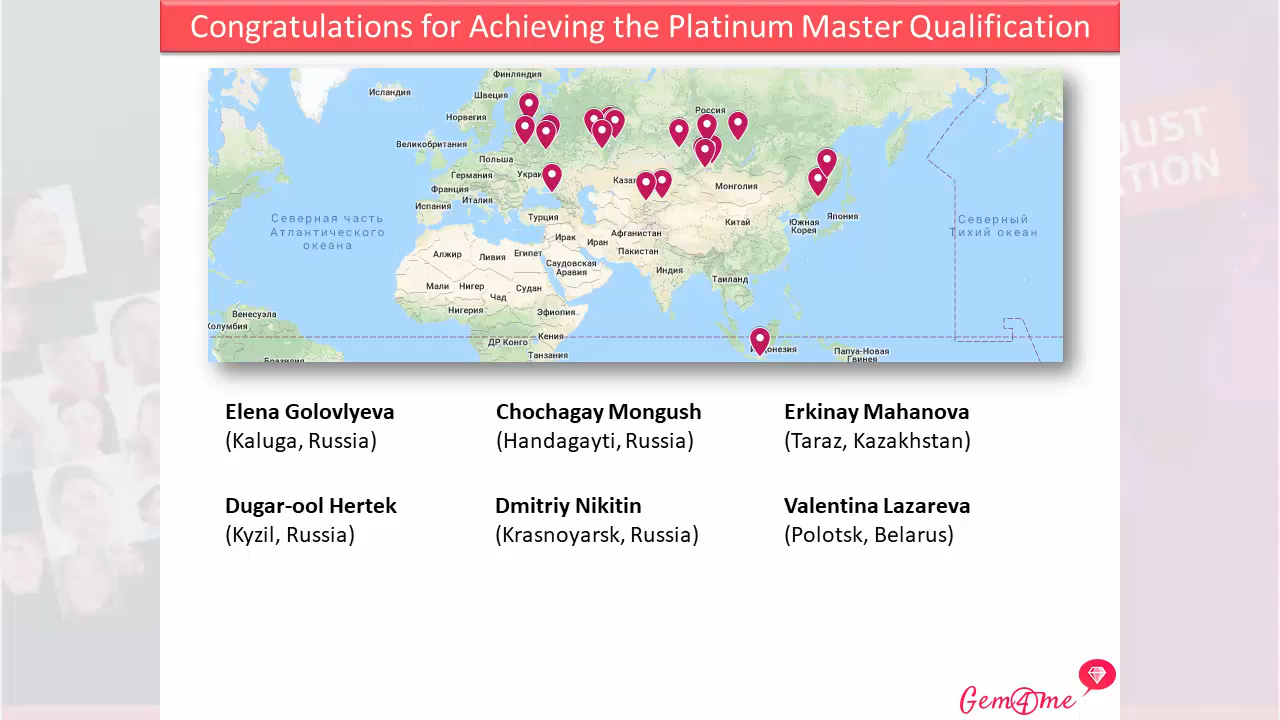 Congratulations for Achieving the Platinum Master Qualification
Финляндия
Исландия
Швеция
Норвегия
Россия
Великобритания
Польша
Германия
Украи
Казах
Монголия
Франция
Италия
Испания
Турция
Северная часть
Атлантического
океана
Северный
Тихий океан
Китай
Южная
Корея
Япония
Афганистан
Ирак
Иран
Пакистан
Алжир
Ливия
Египет
Саудовская
Аравия
Индия
Таиланд
Мали
Нигер
Чад
Судан
Нигерия
Эфиопия
Венесуэла
Колумбия
ДР Конго
Кения
Танзания
Бразилия
Индонезия
Папуа-Новая
Гвинея
JUST
TION
Elena Golovlyeva
(Kaluga, Russia)
Chochagay Mongush
(Handagayti, Russia)
Erkinay Mahanova
(Taraz, Kazakhstan)
Dugar-ool Hertek
(Kyzil, Russia)
Dmitriy Nikitin
(Krasnoyarsk, Russia)
Valentina Lazareva
(Polotsk, Belarus)
Gem4me